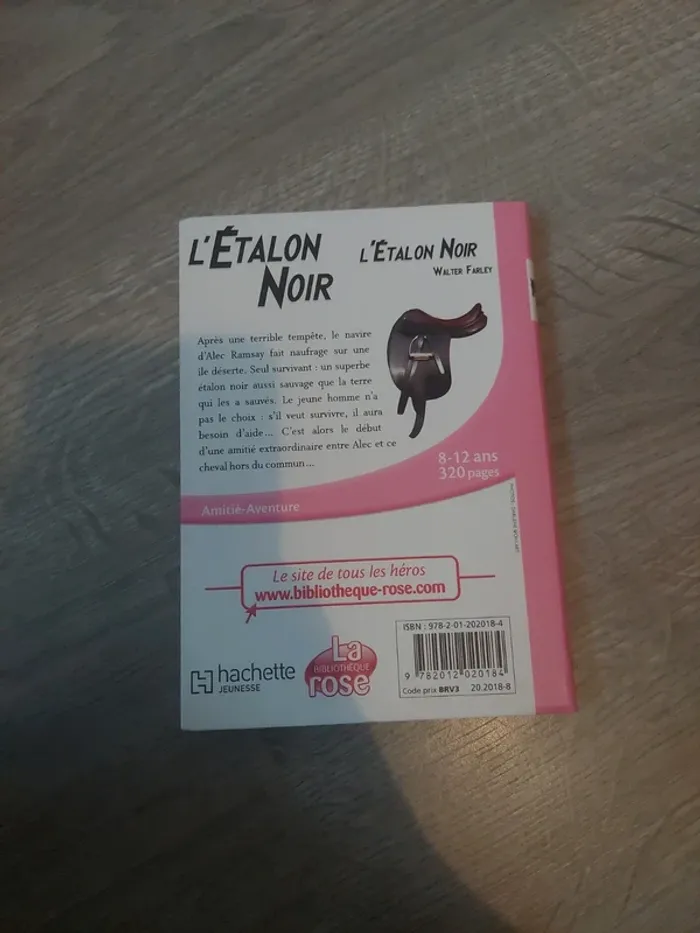 L'ÉTALON
NOIR
L'ÉTALON NOIR
WALTER FARLEY
Après une terrible tempête, le navire
d'Alec Ramsay fait naufrage sur une
île déserte. Seul survivant : un superbe
étalon noir aussi sauvage que la terre
qui les a sauvés. Le jeune homme n'a
pas le choix : s'il veut survivre, il aura
besoin d'aide... C'est alors le début
d'une amitié extraordinaire entre Alec et ce
cheval hors du commun...
8-12 ans
320 pages
Amitié-Aventure
Le site de tous les héros
www.bibliotheque-rose.com
hachette
JEUNESSE
La
BIBLIOTHÈQUE
rose
ISBN : 978-2-01-202018-4
9 782012 020184
Code prix BRV3 20.2018-8